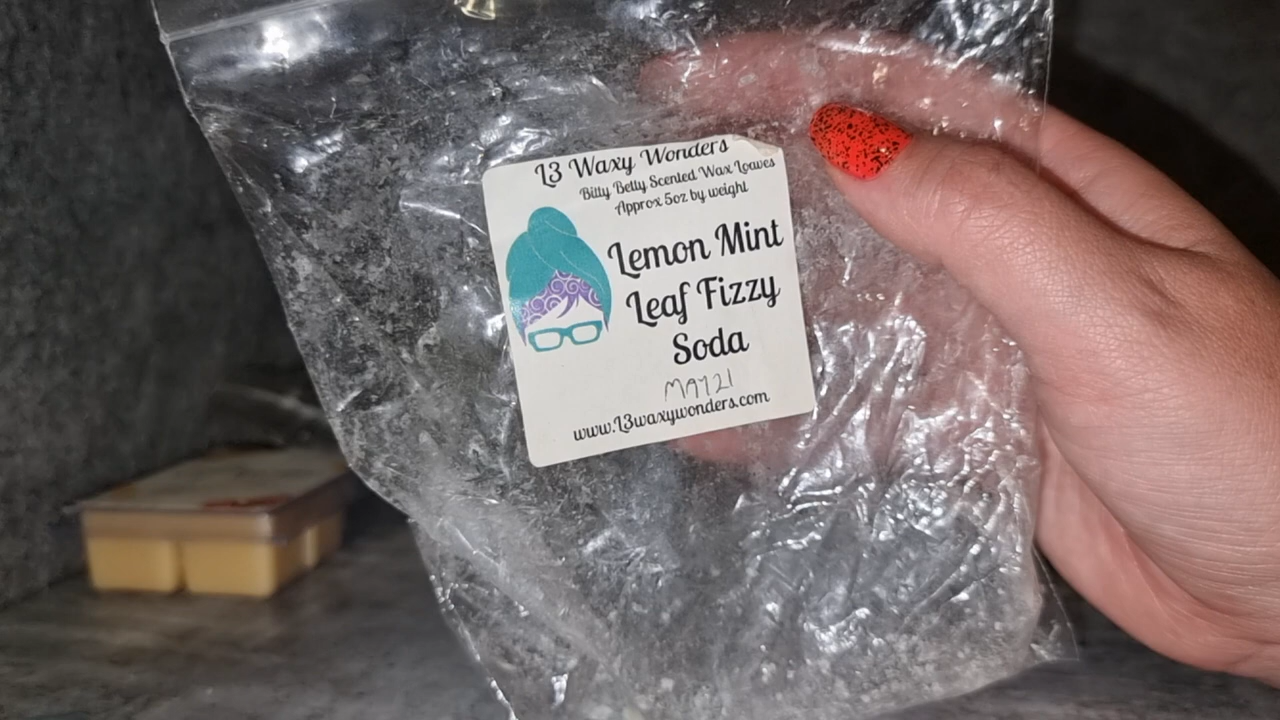 L3 Waxy Wonders
Bitty Betty Scented Wax Loaves
Approx 5oz by weight
Lemon Mint
Leaf Fizzy
Soda
www.L3waxywonders.com